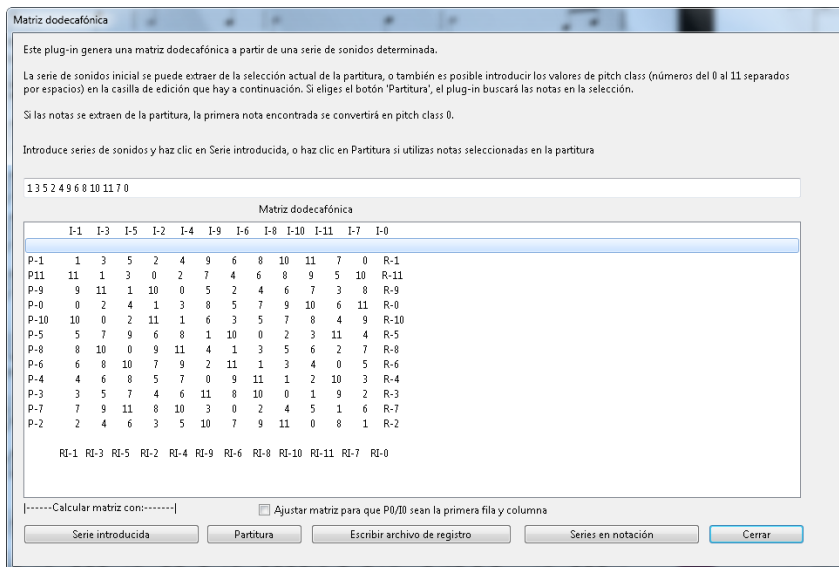 Matriz dodecafónica
Este plug-in genera una matriz dodecafónica a partir de una serie de sonidos determinada.
La serie de sonidos inicial se puede extraer de la selección actual de la partitura, o también es posible introducir los valores de pitch class (números del 0 al 11 separados
por espacios) en la casilla de edición que hay a continuación. Si eliges el botón 'Partitura', el plug-in buscará las notas en la selección.
Si las notas se extraen de la partitura, la primera nota encontrada se convertirá en pitch class 0.
Introduce series de sonidos y haz clic en Serie introducida, o haz clic en Partitura si utilizas notas seleccionadas en la partitura
1 3 5 2 4 9 6 8 10 11 7 0
Matriz dodecafónica
I-1 I-3 I-5 I-2 I-4 I-9 I-6 I-8 I-10 I-11 I-7 I-0
P-1 1 3 5 2 4 9 6 8 10 11 7 0 R-1
P11 11 1 3 0 2 7 4 6 8 9 5 10 R-11
P-9 9 11 1 10 0 5 2 4 6 7 3 8 R-9
P-0 0 2 4 1 3 8 5 7 9 10 6 11 R-0
P-10 10 0 2 11 1 6 3 5 7 8 4 9 R-10
P-5 5 7 9 6 8 1 10 0 2 3 11 4 R-5
P-8 8 10 0 9 11 4 1 3 5 6 2 7 R-8
P-6 6 8 10 7 9 2 11 1 3 4 0 5 R-6
P-4 4 6 8 5 7 0 9 11 1 2 10 3 R-4
P-3 3 5 7 4 6 11 8 10 0 1 9 2 R-3
P-7 7 9 11 8 10 3 0 2 4 5 1 6 R-7
P-2 2 4 6 3 5 10 7 9 11 0 8 1 R-2
RI-1 RI-3 RI-5 RI-2 RI-4 RI-9 RI-6 RI-8 RI-10 RI-11 RI-7 RI-0
|------Calcular matriz con:-------| Ajustar matriz para que P0/I0 sean la primera fila y columna
Serie introducida Partitura Escribir archivo de registro Series en notación Cerrar